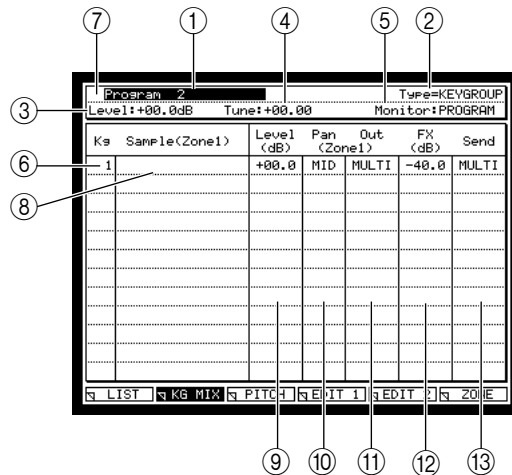 ⑦ ① ④ ⑤ ②
Program 2 Type=KEYGROUP
③ Level:+00.0dB Tune:+00.00 Monitor:PROGRAM
Kg Sample(Zone1) Level (dB) Pan Out (Zone1) FX (dB) Send
⑥ 1 +00.0 MID MULTI -40.0 MULTI
⑧
LIST KG MIX PITCH EDIT 1 EDIT 2 ZONE
⑨ ⑩ ⑪ ⑫ ⑬